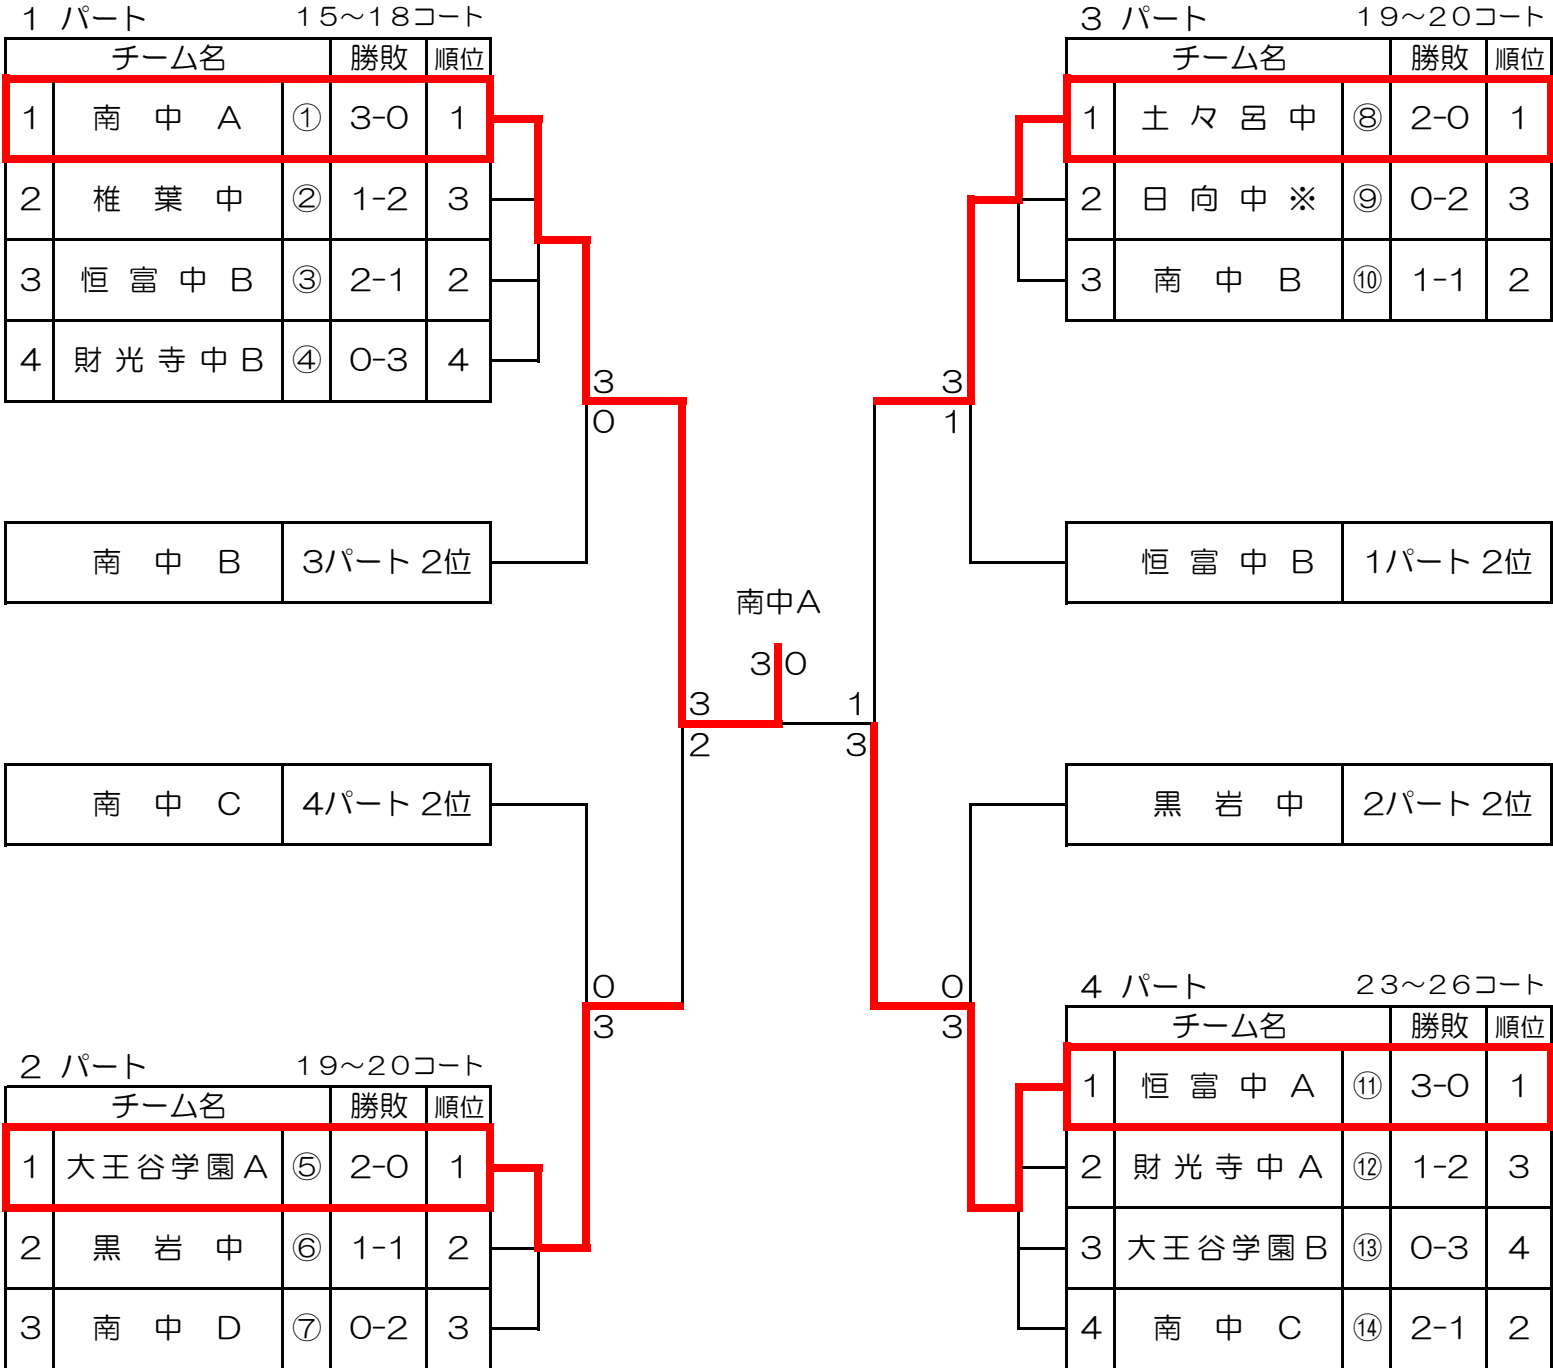 1 パート 15～18コート
チーム名 勝敗 順位
1 南中A ① 3-0 1
2 椎葉中 ② 1-2 3
3 恒富中B ③ 2-1 2
4 財光寺中B ④ 0-3 4
3 パート 19～20コート
チーム名 勝敗 順位
1 土々呂中 ⑧ 2-0 1
2 日向中※ ⑨ 0-2 3
3 南中B ⑩ 1-1 2
3
0
3
1
南中B 3パート 2位
恒富中B 1パート 2位
南中A
3 0
3
2
1
3
南中C 4パート 2位
黒岩中 2パート 2位
0
3
0
3
2 パート 19～20コート
チーム名 勝敗 順位
1 大王谷学園A ⑤ 2-0 1
2 黒岩中 ⑥ 1-1 2
3 南中D ⑦ 0-2 3
4 パート 23～26コート
チーム名 勝敗 順位
1 恒富中A ⑪ 3-0 1
2 財光寺中A ⑫ 1-2 3
3 大王谷学園B ⑬ 0-3 4
4 南中C ⑭ 2-1 2